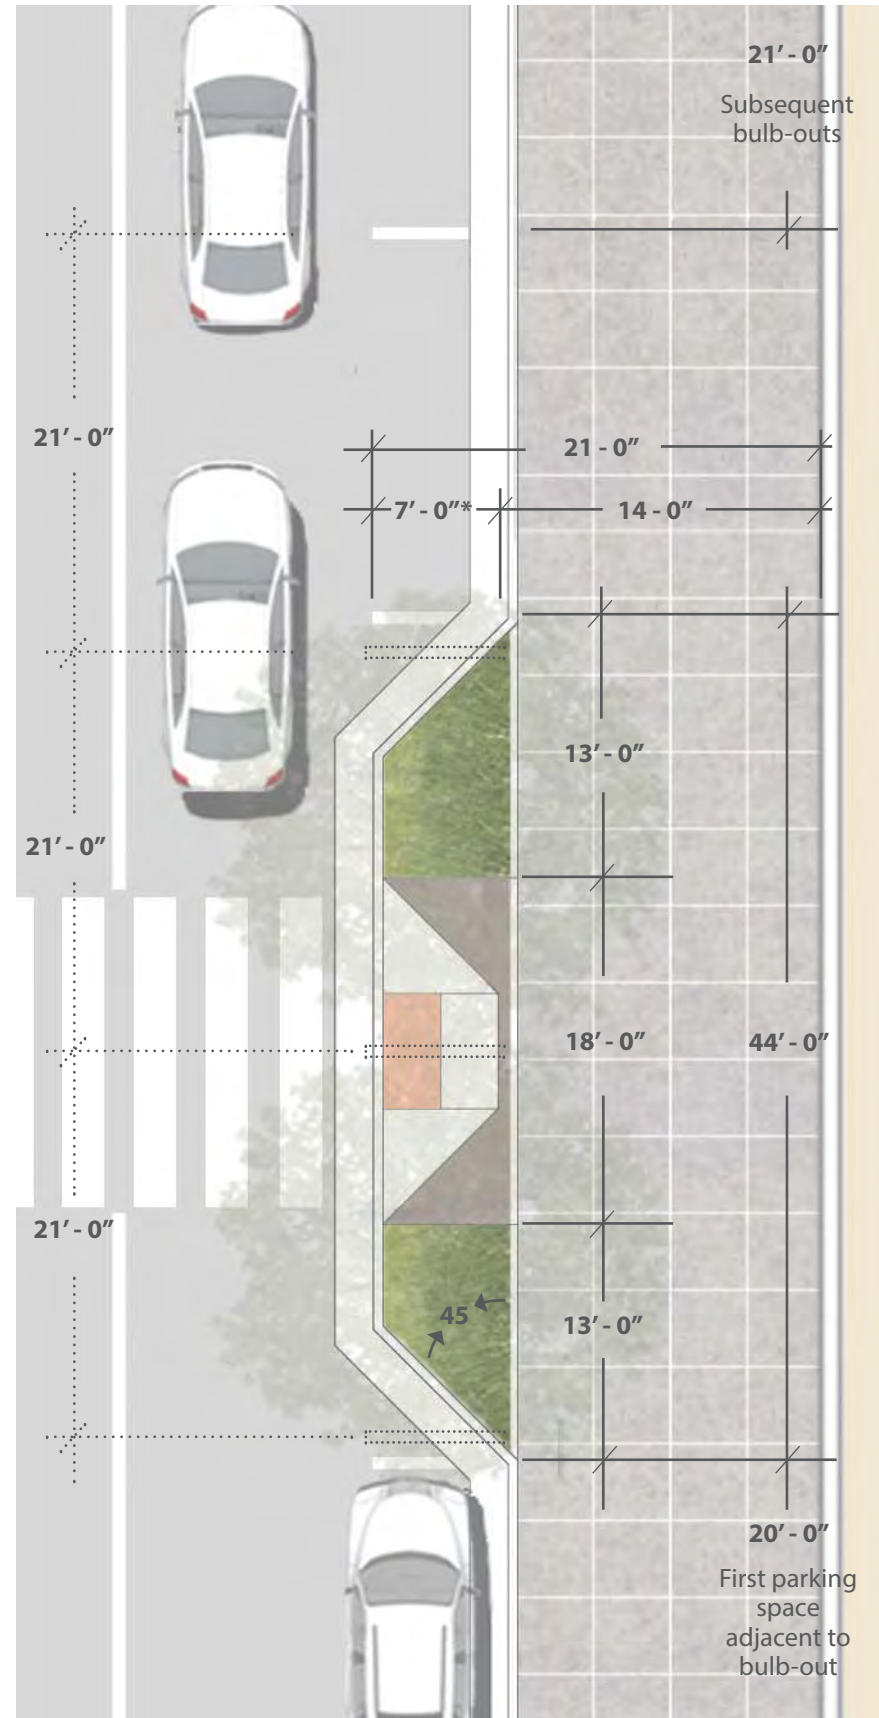 21’ - 0”
Subsequent
bulb-outs
21’ - 0”
21 - 0”
7’ - 0”*
14 - 0”
13’ - 0”
21’ - 0”
18’ - 0”
44’ - 0”
21’ - 0”
45
13’ - 0”
20’ - 0”
First parking
space
adjacent to
bulb-out